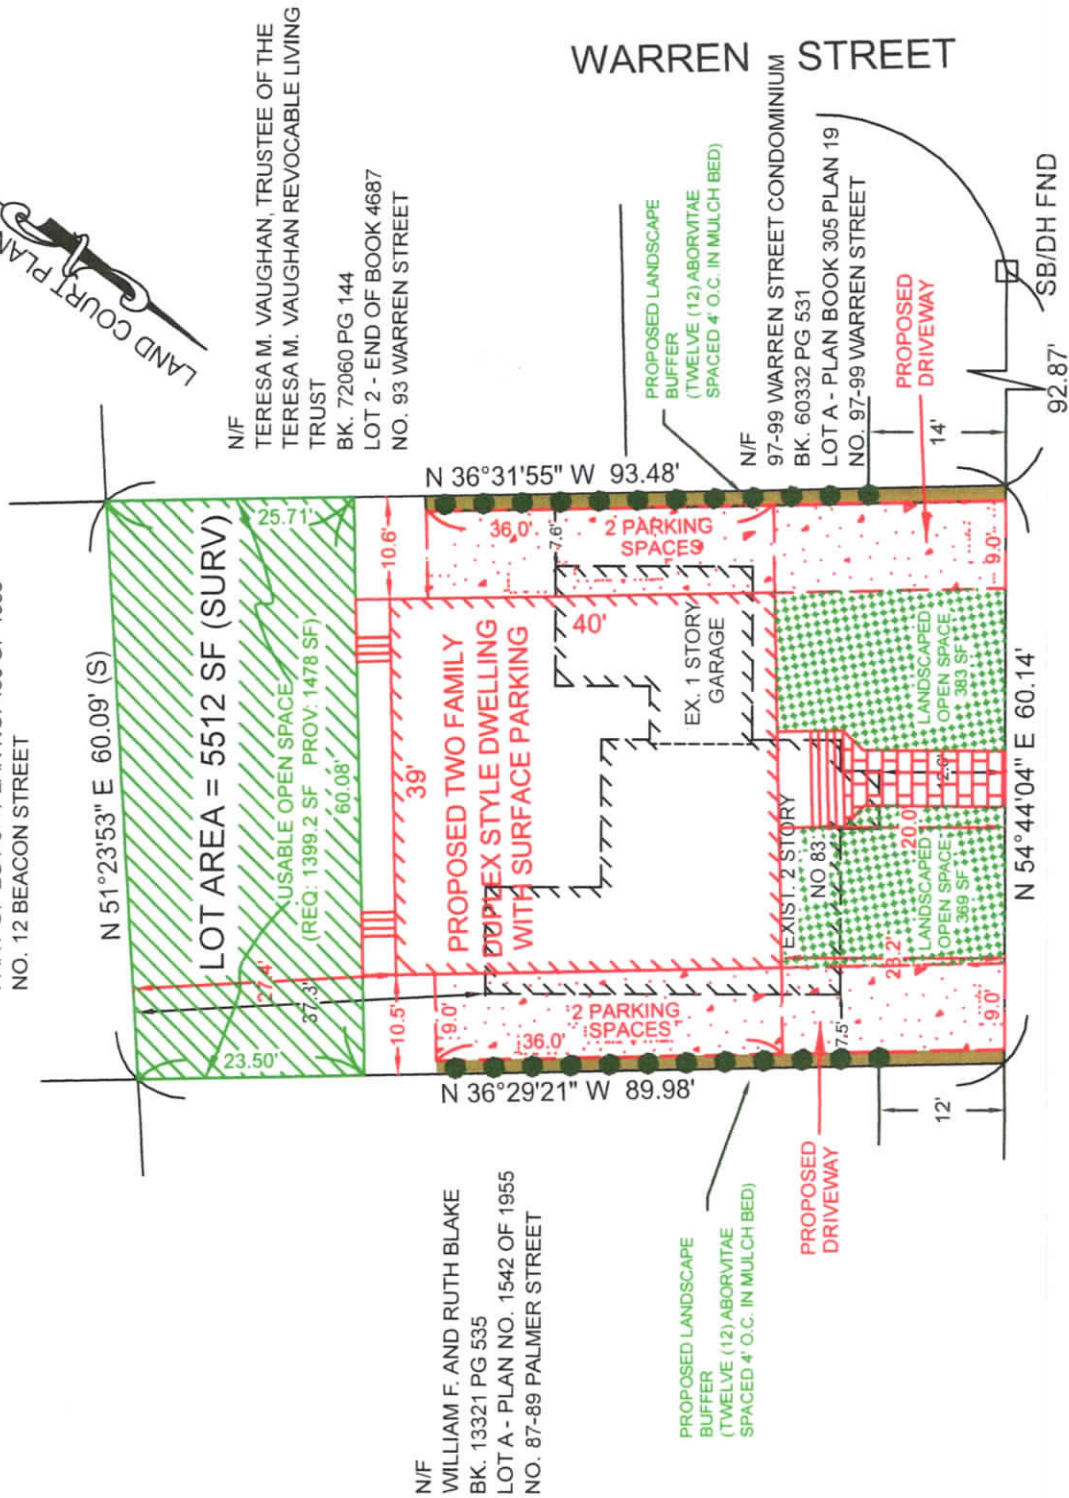 NO. 12 BEACON STREET
LAND COURT PLAN
N/F
TERESA M. VAUGHAN, TRUSTEE OF THE
TERESA M. VAUGHAN REVOCABLE LIVING
TRUST
BK. 72060 PG 144
LOT 2 - END OF BOOK 4687
NO. 93 WARREN STREET
WARREN STREET
N 51°23'53" E 60.09' (S)
LOT AREA = 5512 SF (SURV)
25.71'
USABLE OPEN SPACE
(REQ: 1399.2 SF PROV: 1478 SF)
60.08'
27.4'
37.3'
23.50'
N 36°31'55" W 93.48'
PROPOSED LANDSCAPE
BUFFER
(TWELVE (12) ABORVITAE
SPACED 4' O.C. IN MULCH BED)
N/F
97-99 WARREN STREET CONDOMINIUM
BK. 60332 PG 531
LOT A - PLAN BOOK 305 PLAN 19
NO. 97-99 WARREN STREET
10.6'
36.0'
7.6'
2 PARKING
SPACES
39'
40'
PROPOSED TWO FAMILY
DUPLEX STYLE DWELLING
WITH SURFACE PARKING
EX. 1 STORY
GARAGE
10.5'
9.0'
36.0'
2 PARKING
SPACES
7.5'
EXIST. 2 STORY
NO 83
PROPOSED
DRIVEWAY
14'
9.0'
LANDSCAPED
OPEN SPACE
383 SF
20.0'
LANDSCAPED
OPEN SPACE
369 SF
9.0'
N 36°29'21" W 89.98'
12'
PROPOSED
DRIVEWAY
N 54°44'04" E 60.14'
92.87'
SB/DH FND
N/F
WILLIAM F. AND RUTH BLAKE
BK. 13321 PG 535
LOT A - PLAN NO. 1542 OF 1955
NO. 87-89 PALMER STREET
PROPOSED LANDSCAPE
BUFFER
(TWELVE (12) ABORVITAE
SPACED 4' O.C. IN MULCH BED)